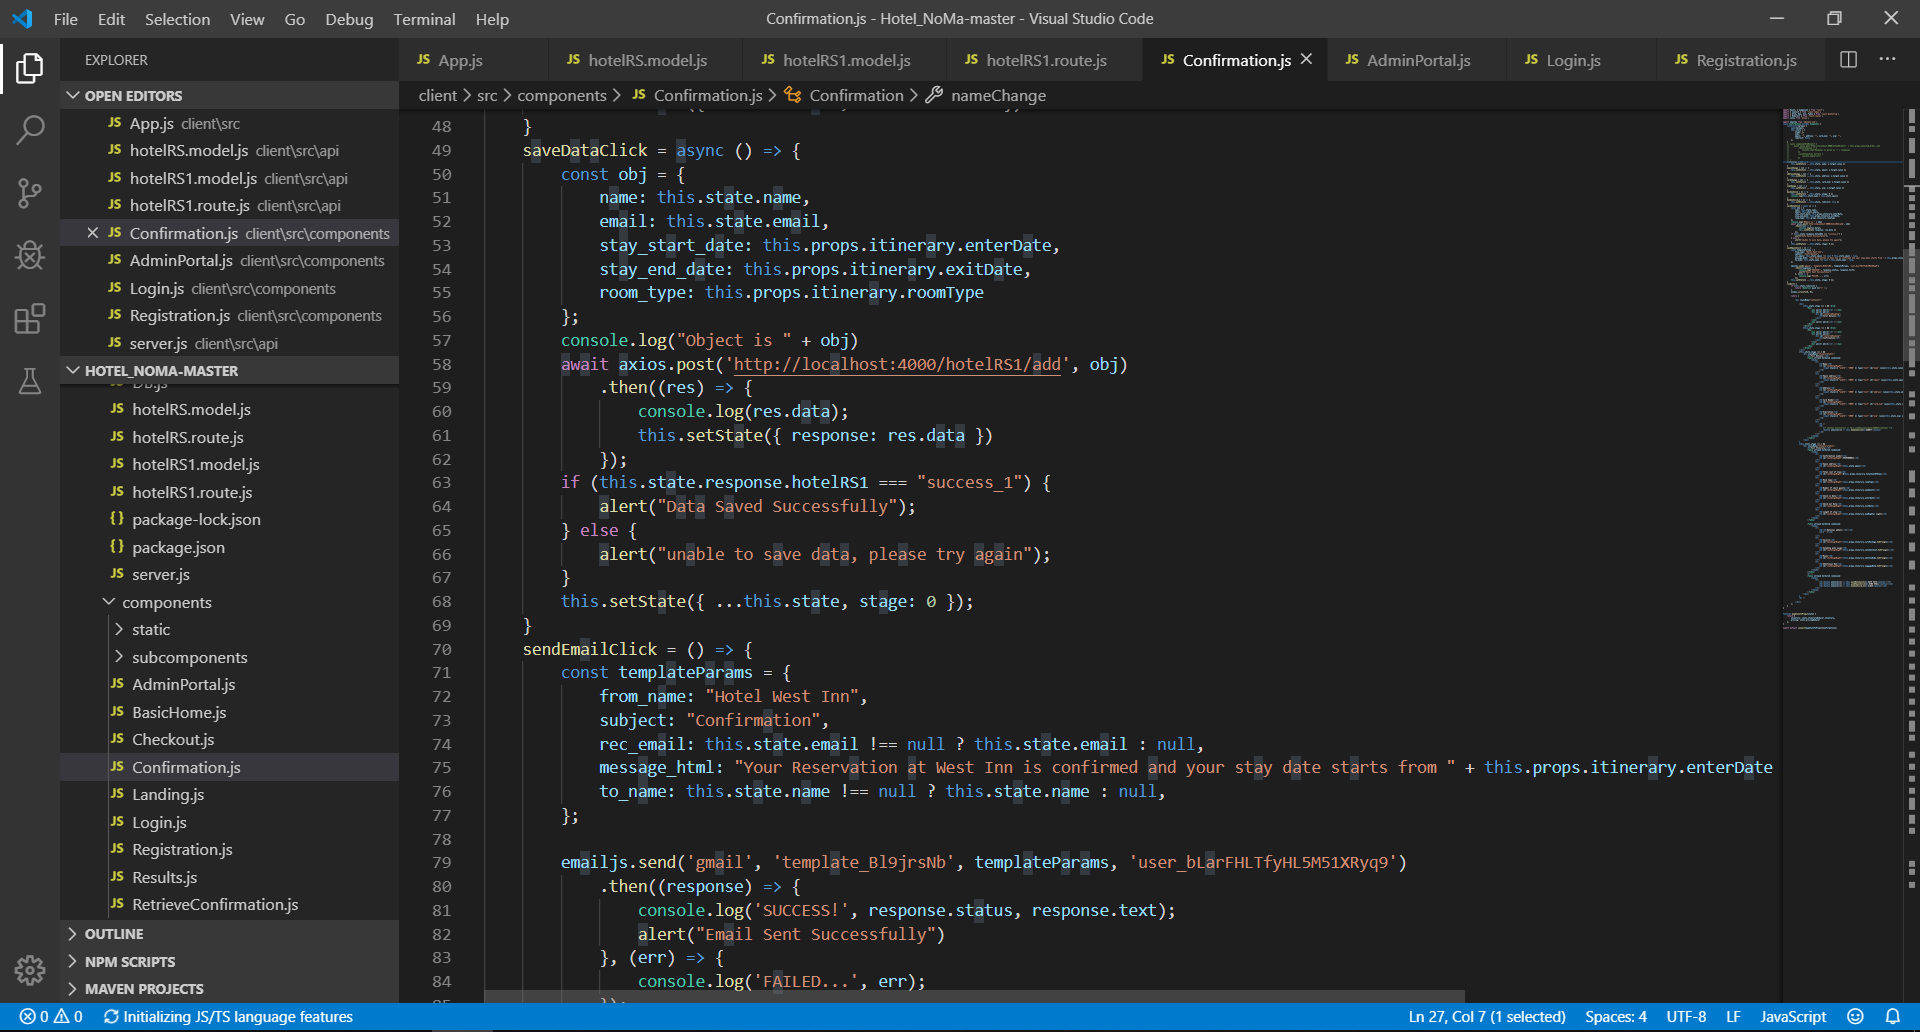 File Edit Selection View Go Debug Terminal Help
Confirmation.js - Hotel_NoMa-master - Visual Studio Code
EXPLORER
OPEN EDITORS
JS App.js client\src
JS hotelRS.model.js client\src\api
JS hotelRS1.model.js client\src\api
JS hotelRS1.route.js client\src\api
JS Confirmation.js client\src\components
JS AdminPortal.js client\src\components
JS Login.js client\src\components
JS Registration.js client\src\components
JS server.js client\src\api
HOTEL_NOMA-MASTER
JS hotelRS.model.js
JS hotelRS.route.js
JS hotelRS1.model.js
JS hotelRS1.route.js
{} package-lock.json
{} package.json
JS server.js
components
static
subcomponents
JS AdminPortal.js
JS BasicHome.js
JS Checkout.js
JS Confirmation.js
JS Landing.js
JS Login.js
JS Registration.js
JS Results.js
JS RetrieveConfirmation.js
OUTLINE
NPM SCRIPTS
MAVEN PROJECTS
JS App.js JS hotelRS.model.js JS hotelRS1.model.js JS hotelRS1.route.js JS Confirmation.js JS AdminPortal.js JS Login.js JS Registration.js
client > src > components > JS Confirmation.js > Confirmation > nameChange
48 }
49 saveDataClick = async () => {
50 const obj = {
51 name: this.state.name,
52 email: this.state.email,
53 stay_start_date: this.props.itinerary.enterDate,
54 stay_end_date: this.props.itinerary.exitDate,
55 room_type: this.props.itinerary.roomType
56 };
57 console.log("Object is " + obj)
58 await axios.post('http://localhost:4000/hotelRS1/add', obj)
59 .then((res) => {
60 console.log(res.data);
61 this.setState({ response: res.data })
62 });
63 if (this.state.response.hotelRS1 === "success_1") {
64 alert("Data Saved Successfully");
65 } else {
66 alert("unable to save data, please try again");
67 }
68 this.setState({ ...this.state, stage: 0 });
69 }
70 sendEmailClick = () => {
71 const templateParams = {
72 from_name: "Hotel West Inn",
73 subject: "Confirmation",
74 rec_email: this.state.email !== null ? this.state.email : null,
75 message_html: "Your Reservation at West Inn is confirmed and your stay date starts from " + this.props.itinerary.enterDate
76 to_name: this.state.name !== null ? this.state.name : null,
77 };
78
79 emailjs.send('gmail', 'template_Bl9jrsNb', templateParams, 'user_bLarFHLTfyHL5M51XRyq9')
80 .then((response) => {
81 console.log('SUCCESS!', response.status, response.text);
82 alert("Email Sent Successfully")
83 }, (err) => {
84 console.log('FAILED...', err);
0 0 Initializing JS/TS language features
Ln 27, Col 7 (1 selected) Spaces: 4 UTF-8 LF JavaScript